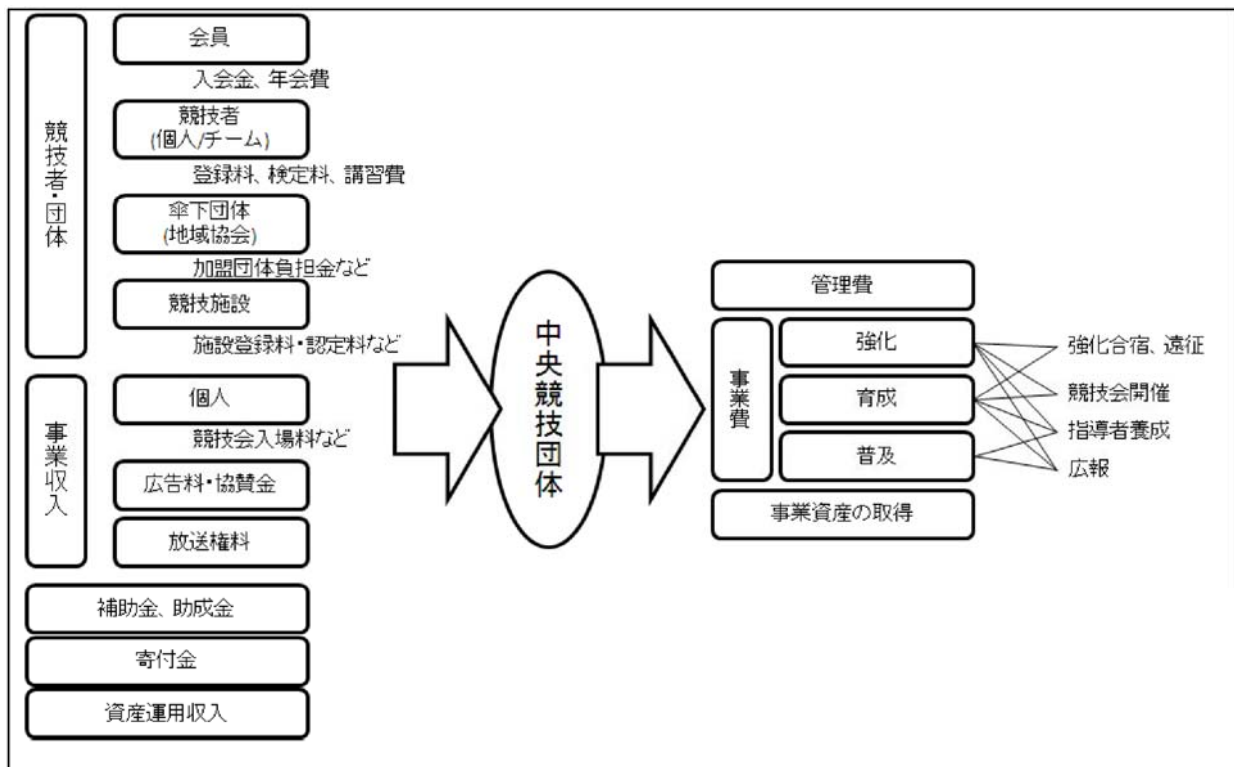 競技者・団体
会員
入会金、年会費
競技者
(個人/チーム)
登録料、検定料、講習費
傘下団体
(地域協会)
加盟団体負担金など
競技施設
施設登録料・認定料など
事業収入
個人
競技会入場料など
広告料・協賛金
放送権料
補助金、助成金
寄付金
資産運用収入
中央競技団体
管理費
事業費
強化
育成
普及
事業資産の取得
強化合宿、遠征
競技会開催
指導者養成
広報